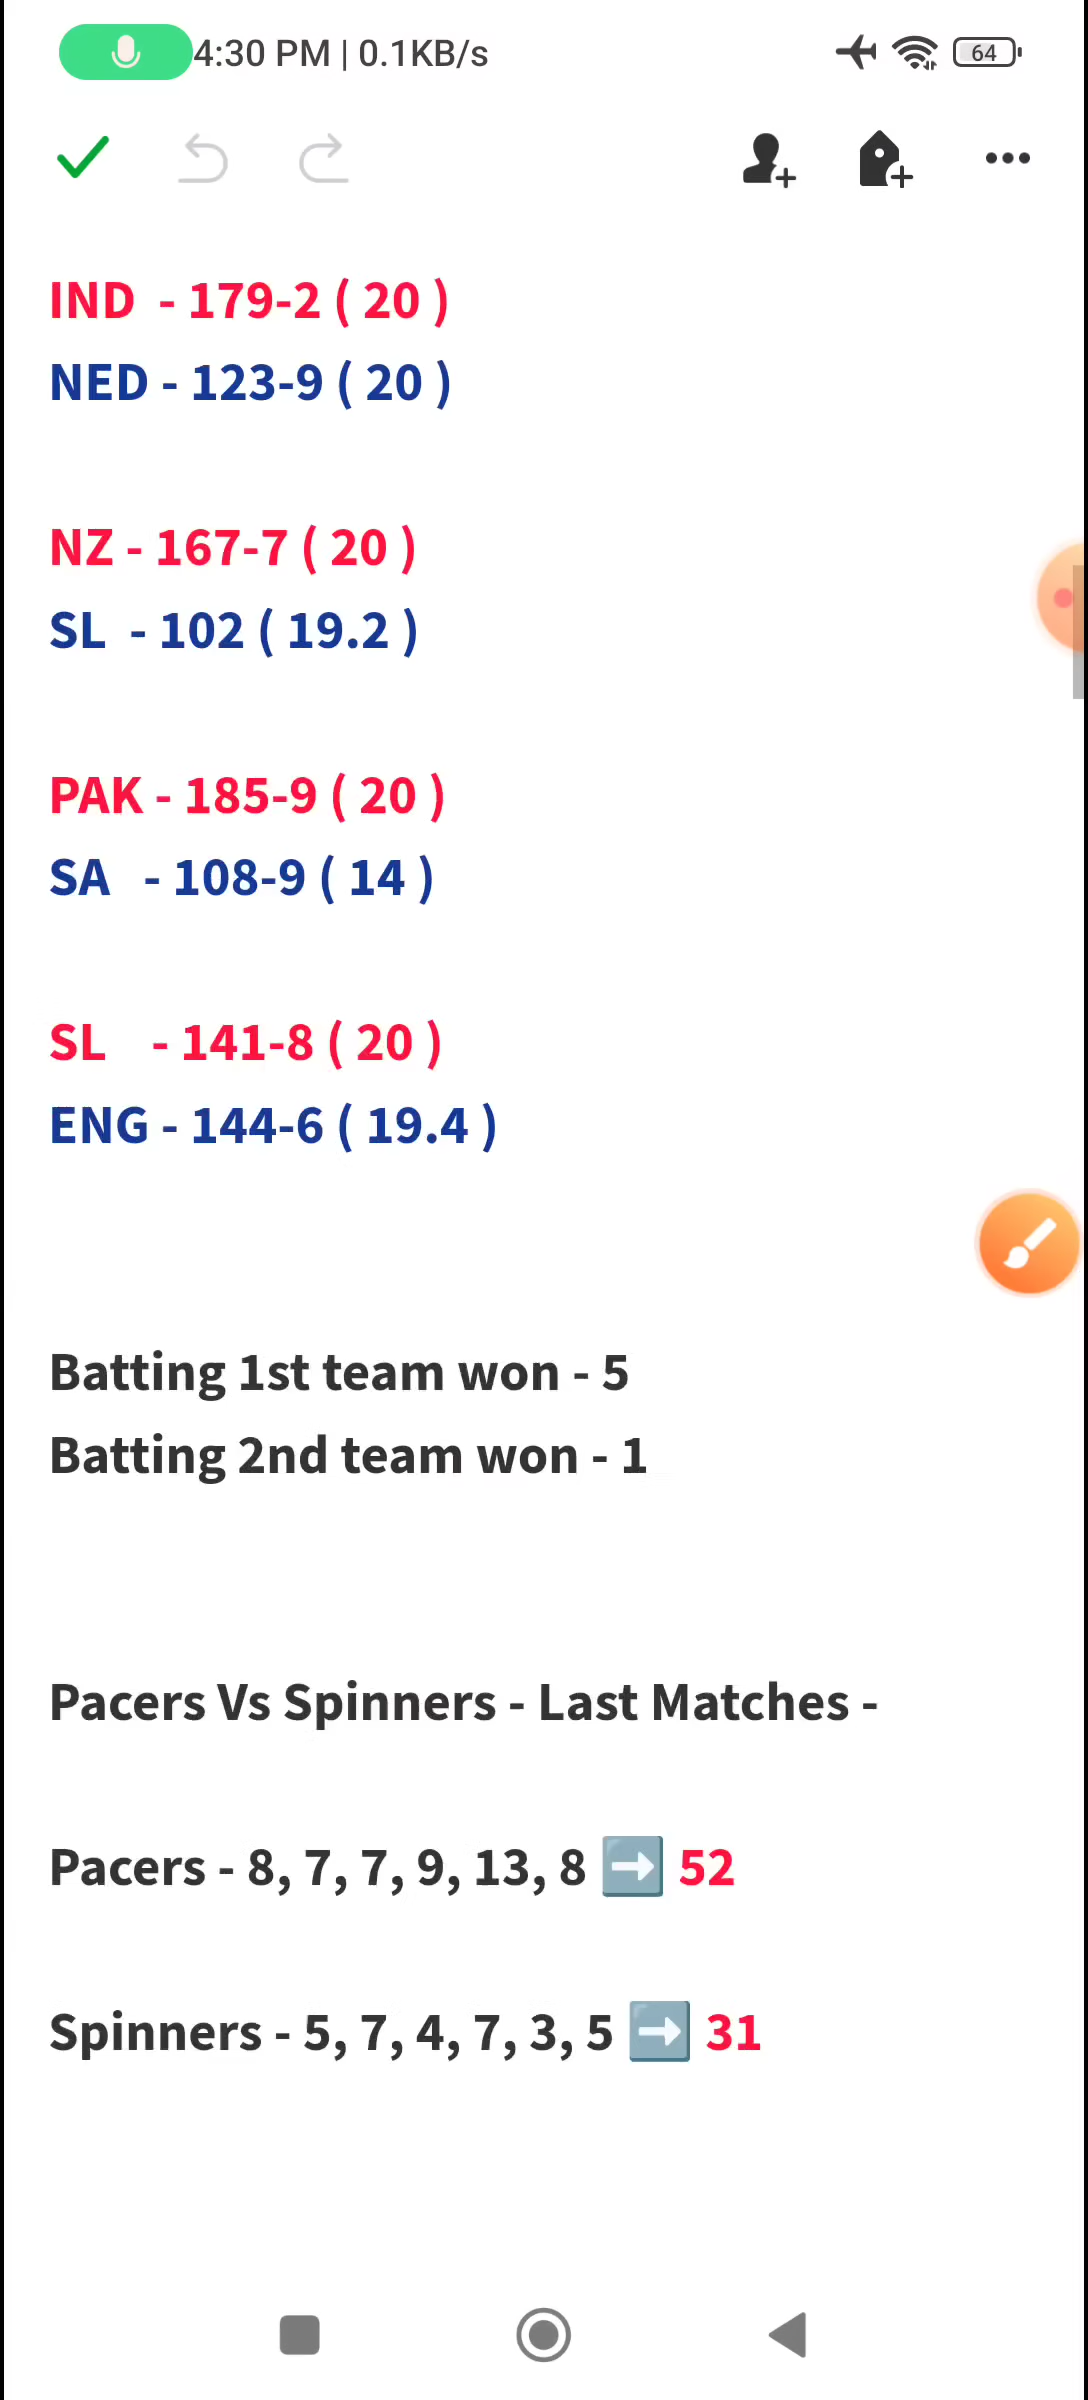 4:30 PM | 0.1KB/s
64
IND - 179-2 ( 20 )
NED - 123-9 ( 20 )
NZ - 167-7 ( 20 )
SL - 102 ( 19.2 )
PAK - 185-9 ( 20 )
SA - 108-9 ( 14 )
SL - 141-8 ( 20 )
ENG - 144-6 ( 19.4 )
Batting 1st team won - 5
Batting 2nd team won - 1
Pacers Vs Spinners - Last Matches -
Pacers - 8, 7, 7, 9, 13, 8 ➡️ 52
Spinners - 5, 7, 4, 7, 3, 5 ➡️ 31